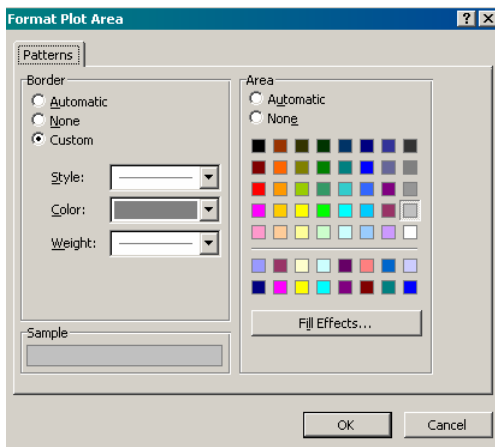 Format Plot Area
Patterns
Border
Automatic
None
Custom
Style:
Color:
Weight:
Sample
Area
Automatic
None
Fill Effects...
OK
Cancel